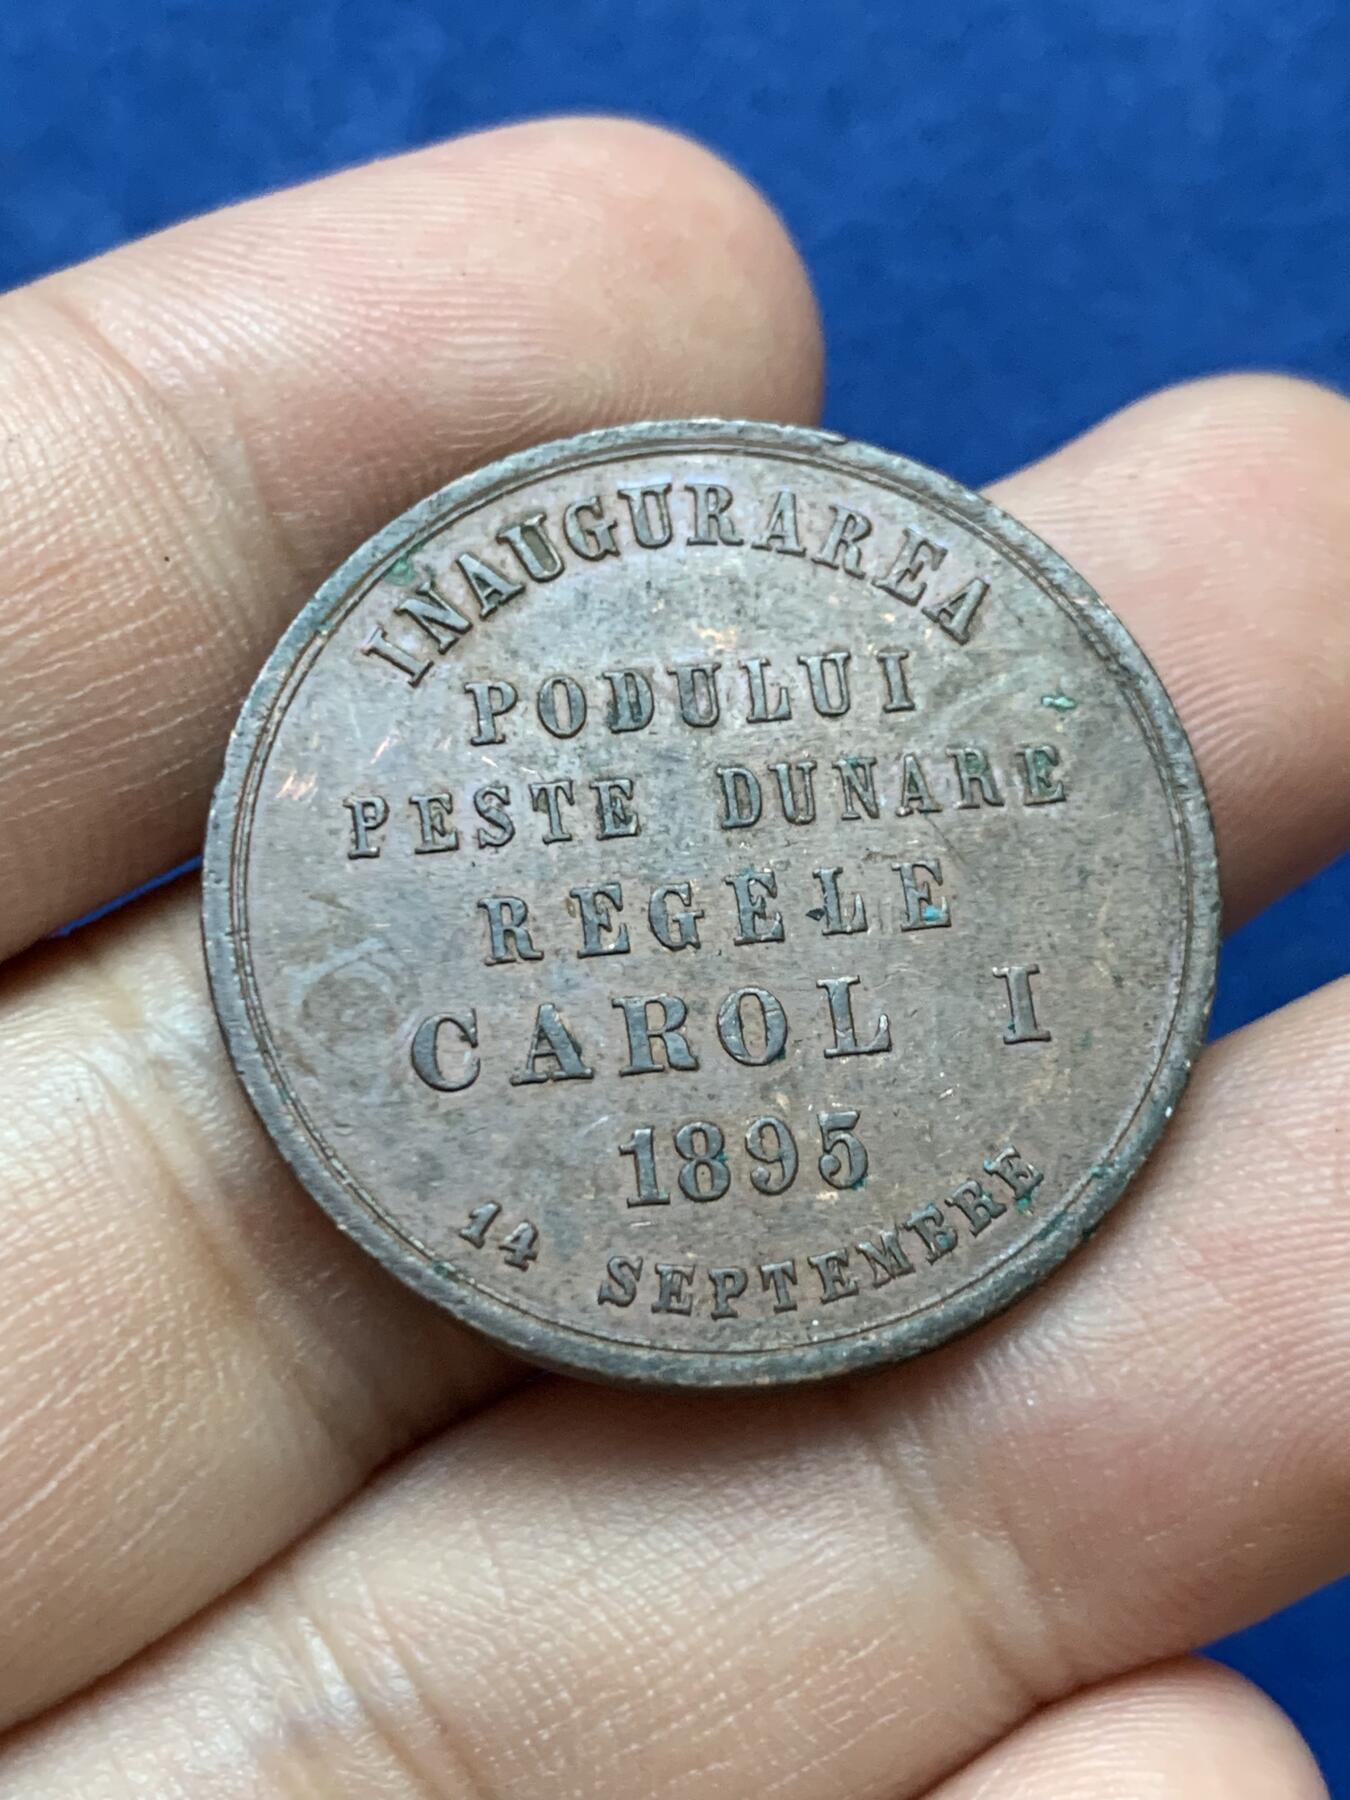 INAUGURAREA
PODULUI
PESTE DUNARE
REGELE
CAROL I
1895
14 SEPTEMBRE